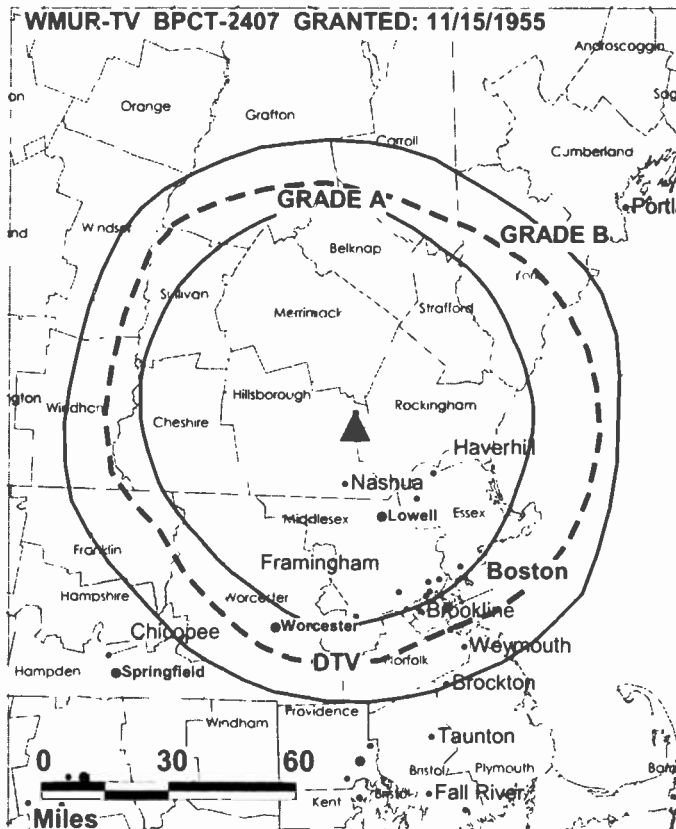 WMUR-TV BPCT-2407 GRANTED: 11/15/1955
Androscoggin
Orange
Grafton
Carroll
Cumberland
Portl
GRADE A
Windsor
GRADE B
Belknap
Sullivan
Merrimack
Strafford
Hillsborough
Rockingham
Cheshire
Haverhill
Nashua
Middlesex
Lowell
Essex
Franklin
Framingham
Boston
Hampshire
Worcester
Brookline
Chicopee
Worcester
Weymouth
DTV
Norfolk
Hampden
Springfield
Brockton
Providence
Windham
Taunton
0 30 60
Bristol
Plymouth
Kent
Bristol
Fall River
Miles